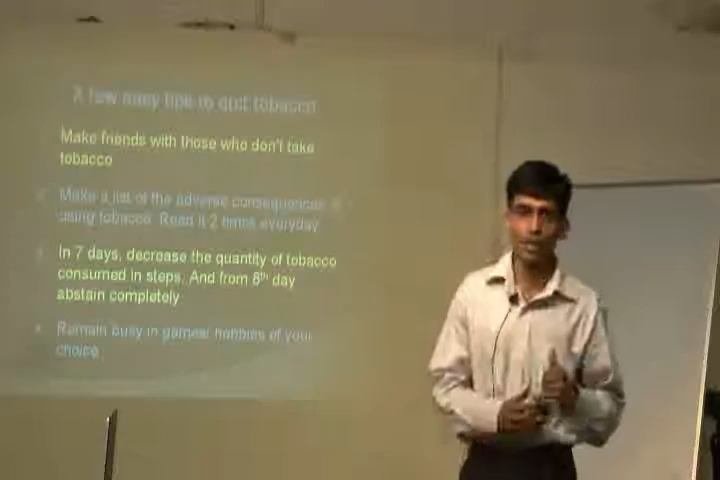 A few easy tips to quit tobacco
Make friends with those who don't take
tobacco
Make a list of the adverse consequences of
using tobacco. Read it 2 times everyday
In 7 days, decrease the quantity of tobacco
consumed in steps. And from 8th day
abstain completely
Remain busy in games/ hobbies of your
choice